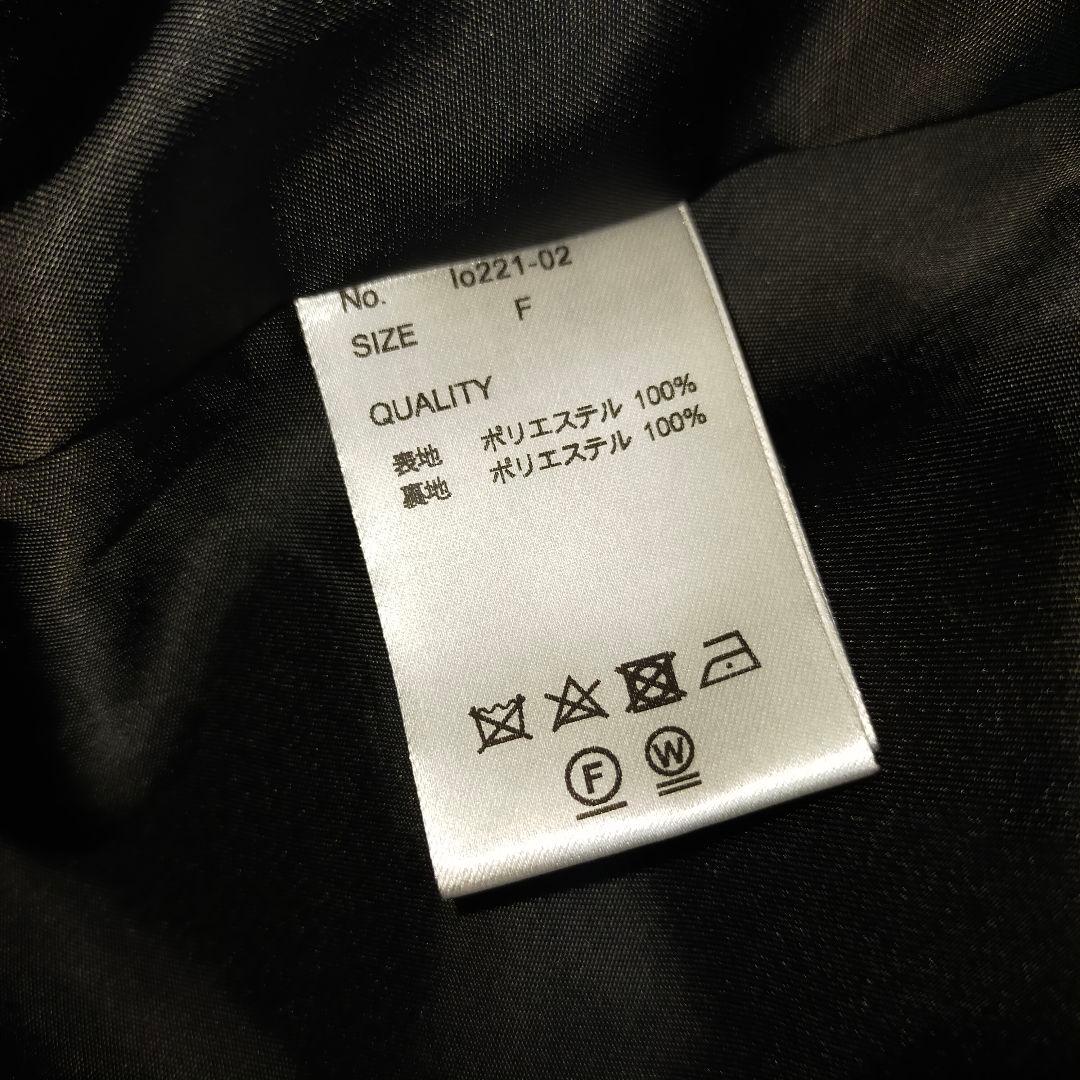 No. lo221-02
SIZE F
QUALITY
表地 ポリエステル 100%
裏地 ポリエステル 100%
F W